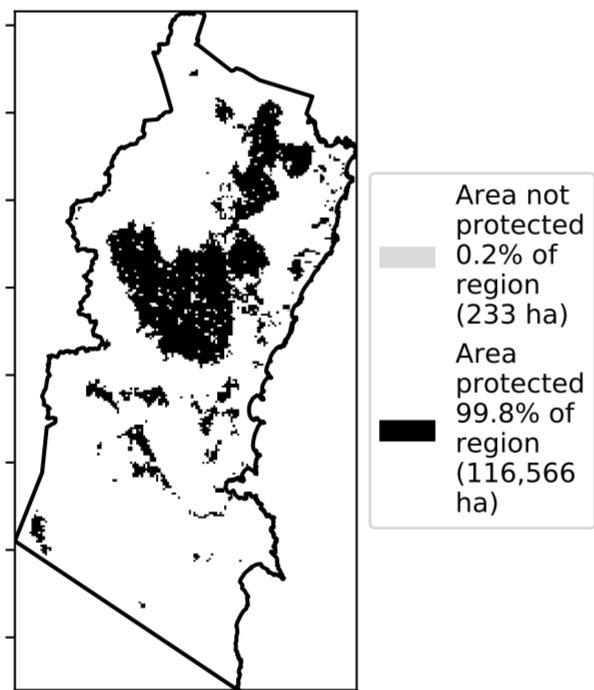 Area not
protected
0.2% of
region
(233 ha)
Area
protected
99.8% of
region
(116,566
ha)